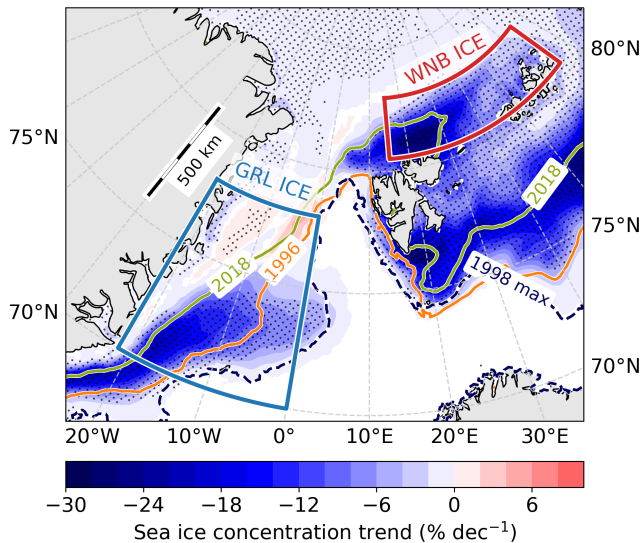 80°N
WNB ICE
75°N
500 km
GRL ICE
2018
75°N
2018
1996
1998 max
70°N
70°N
20°W
10°W
0°
10°E
20°E
30°E
−30
−24
−18
−12
−6
0
6
Sea ice concentration trend (% dec⁻¹)